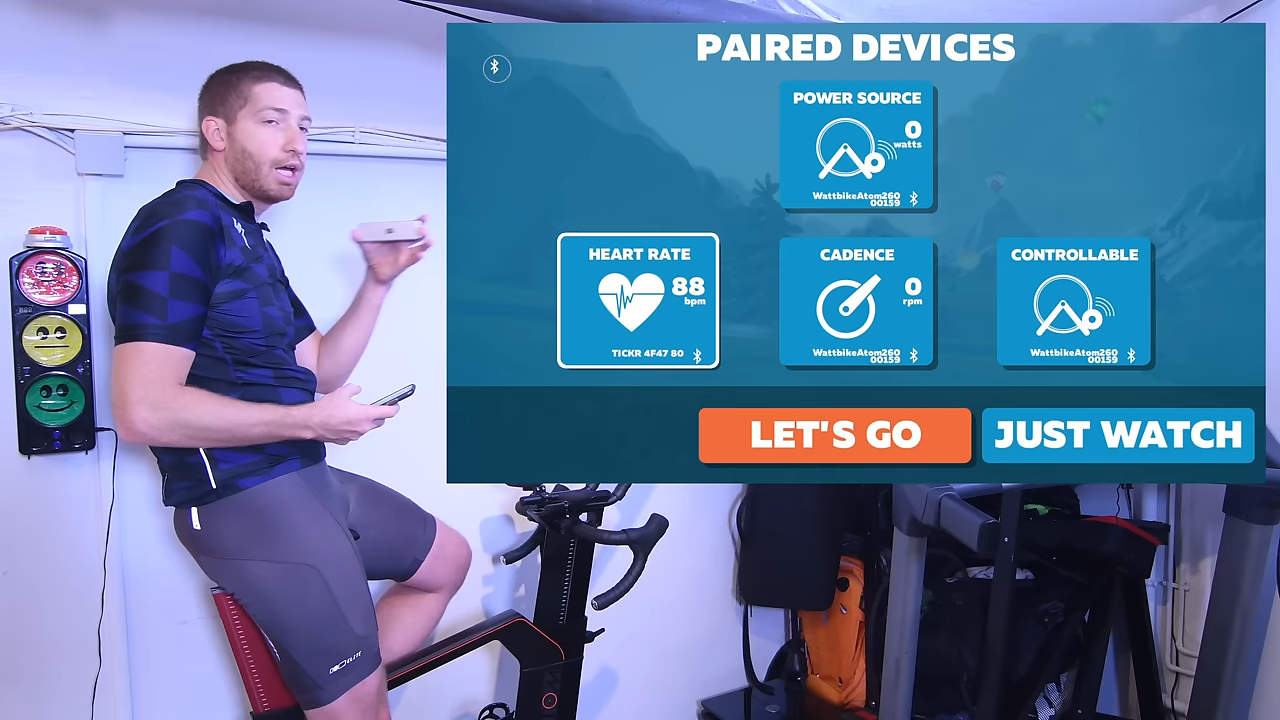 PAIRED DEVICES
POWER SOURCE
0
watts
WattbikeAtom260
00159
HEART RATE
88
bpm
TICKR 4F47 80
CADENCE
0
rpm
WattbikeAtom260
00159
CONTROLLABLE
WattbikeAtom260
00159
LET'S GO
JUST WATCH